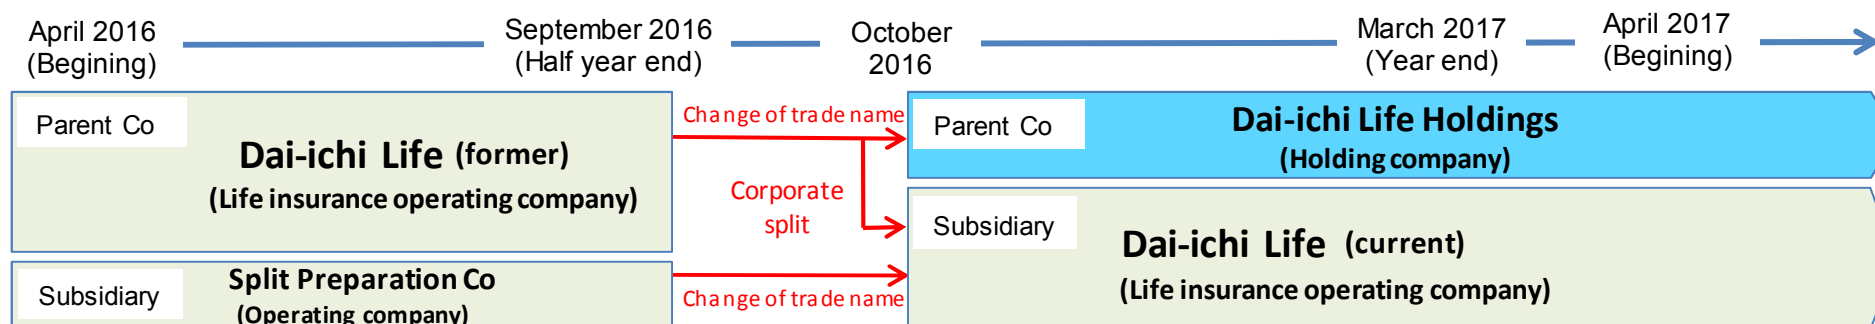 April 2016
(Begining)
September 2016
(Half year end)
October
2016
March 2017
(Year end)
April 2017
(Begining)
Parent Co
Dai-ichi Life (former)
(Life insurance operating company)
Change of trade name
Corporate
split
Parent Co
Dai-ichi Life Holdings
(Holding company)
Subsidiary
Dai-ichi Life (current)
(Life insurance operating company)
Subsidiary
Split Preparation Co
(Operating company)
Change of trade name